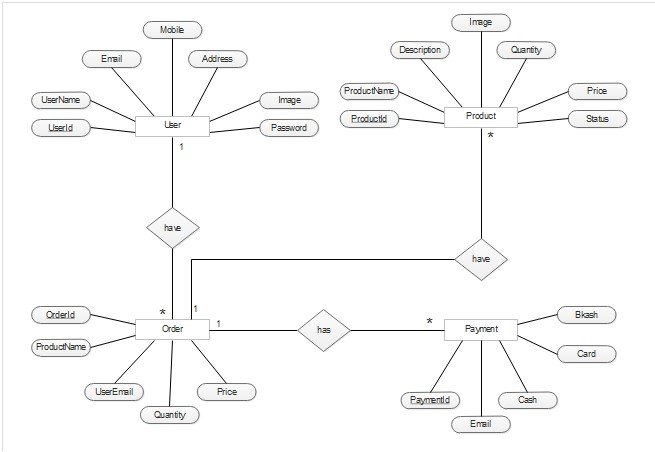 Mobile
Email
Address
UserName
Image
UserId
User
Password
1
have
*
Image
Description
Quantity
ProductName
Price
ProductId
Product
Status
*
have
1
OrderId
Order
1
has
*
Payment
Bkash
ProductName
Card
UserEmail
Price
Quantity
PaymentId
Cash
Email